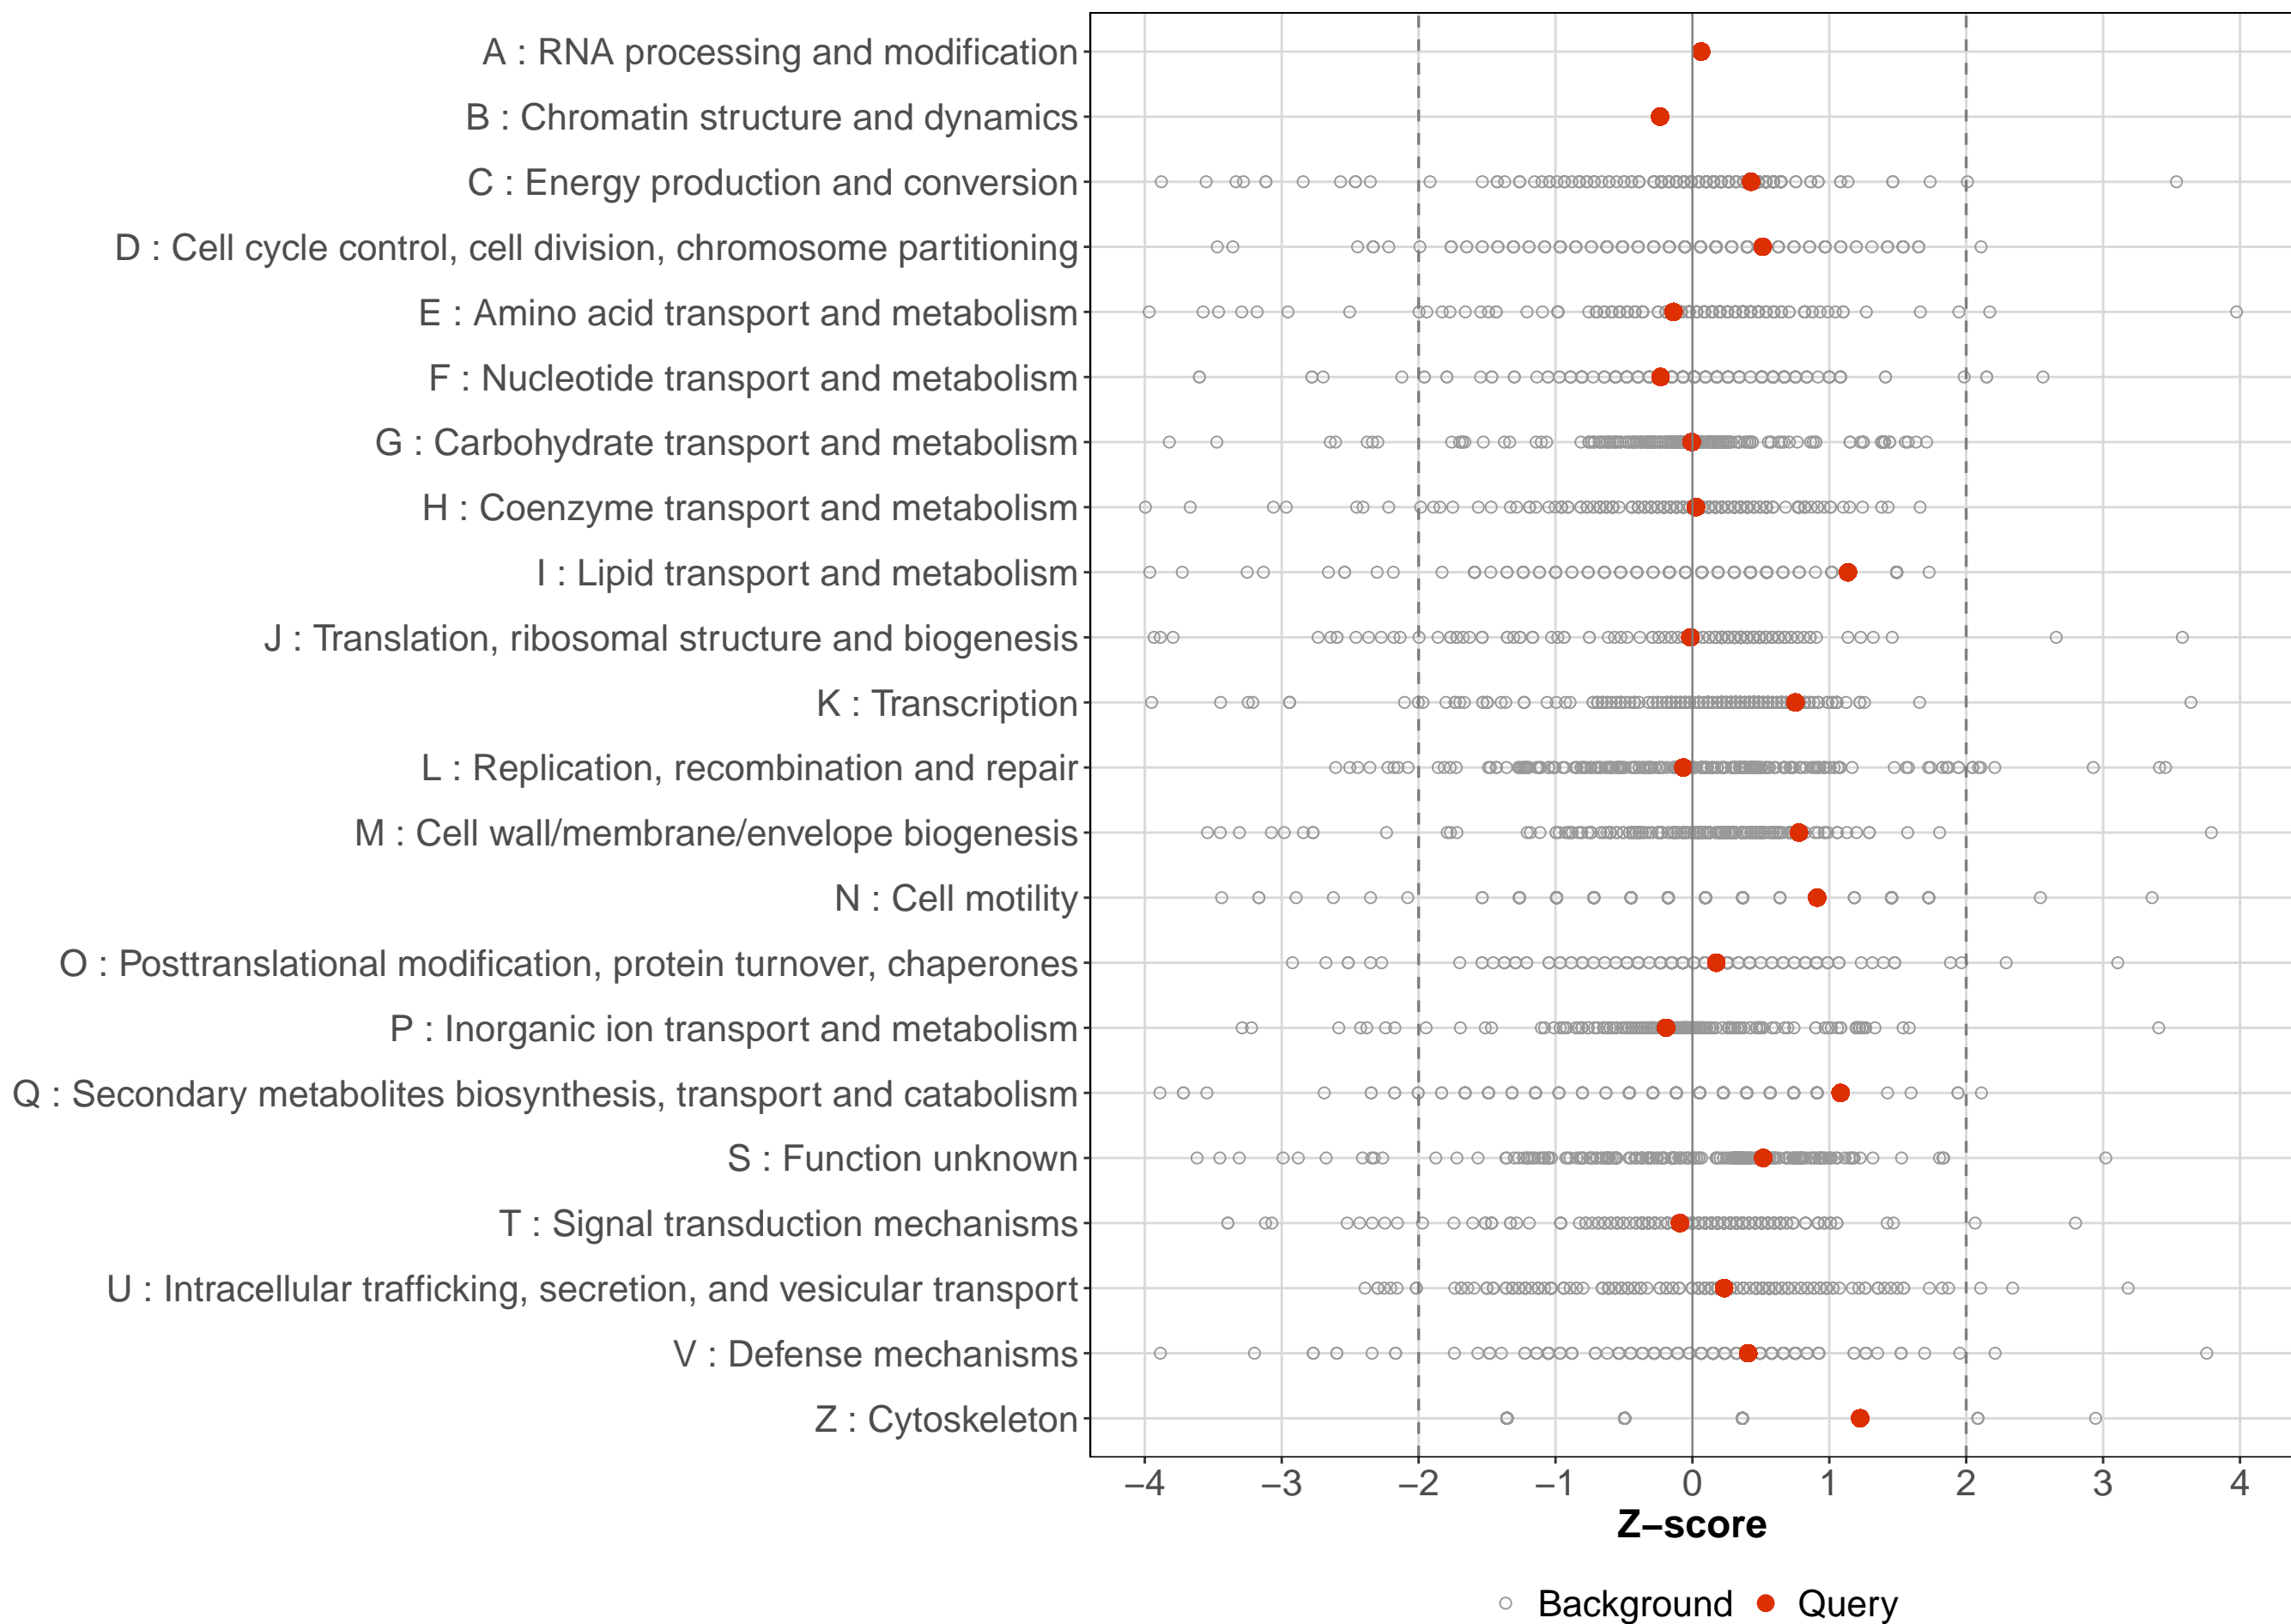 A : RNA processing and modification
B : Chromatin structure and dynamics
C : Energy production and conversion
D : Cell cycle control, cell division, chromosome partitioning
E : Amino acid transport and metabolism
F : Nucleotide transport and metabolism
G : Carbohydrate transport and metabolism
H : Coenzyme transport and metabolism
I : Lipid transport and metabolism
J : Translation, ribosomal structure and biogenesis
K : Transcription
L : Replication, recombination and repair
M : Cell wall/membrane/envelope biogenesis
N : Cell motility
O : Posttranslational modification, protein turnover, chaperones
P : Inorganic ion transport and metabolism
Q : Secondary metabolites biosynthesis, transport and catabolism
S : Function unknown
T : Signal transduction mechanisms
U : Intracellular trafficking, secretion, and vesicular transport
V : Defense mechanisms
Z : Cytoskeleton
−4 −3 −2 −1 0 1 2 3 4
Z−score
Background Query